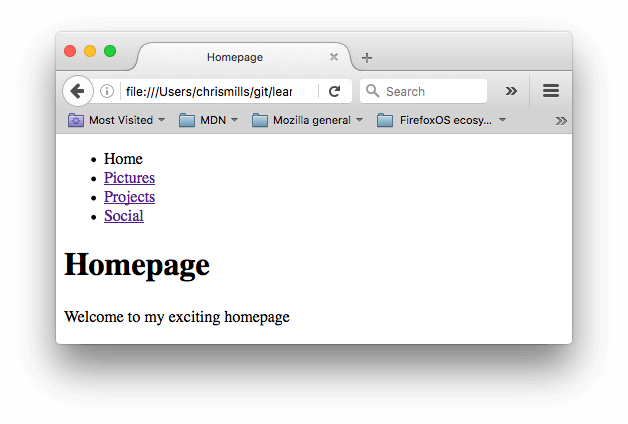 Homepage
file:///Users/chrismills/git/lear
Search
Most Visited MDN Mozilla general FirefoxOS ecosy...
Home
Pictures
Projects
Social
Homepage
Welcome to my exciting homepage